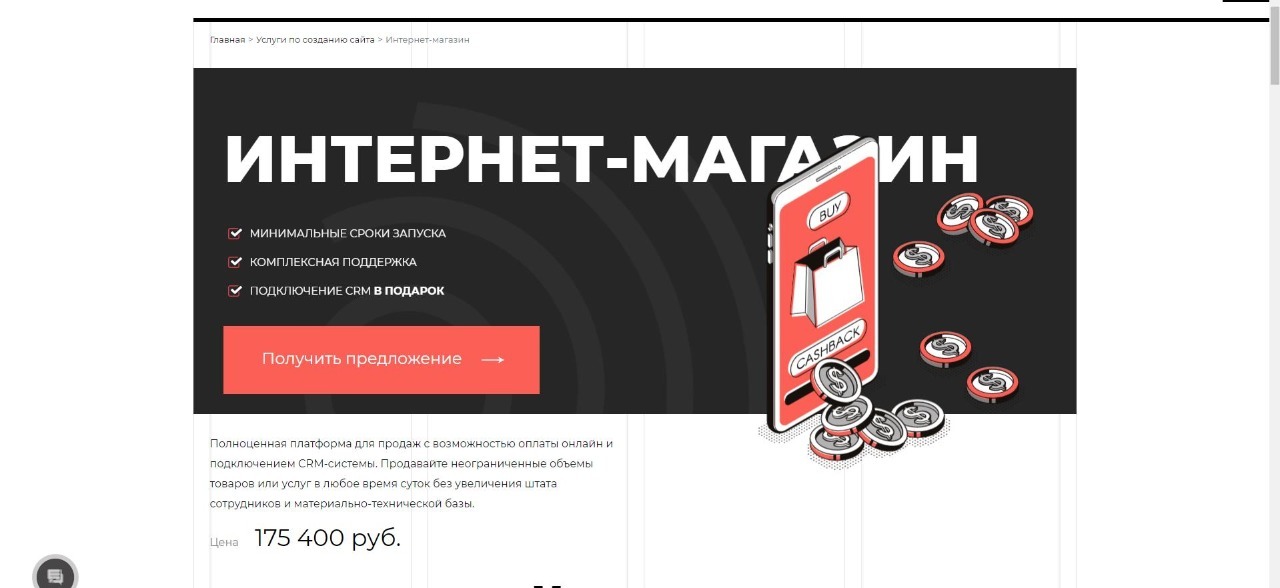 Главная > Услуги по созданию сайта > Интернет-магазин
ИНТЕРНЕТ-МАГАЗИН
МИНИМАЛЬНЫЕ СРОКИ ЗАПУСКА
КОМПЛЕКСНАЯ ПОДДЕРЖКА
ПОДКЛЮЧЕНИЕ CRM В ПОДАРОК
Получить предложение
BUY
CASHBACK
Полноценная платформа для продаж с возможностью оплаты онлайн и
подключением CRM-системы. Продавайте неограниченные объемы
товаров или услуг в любое время суток без увеличения штата
сотрудников и материально-технической базы.
Цена 175 400 руб.